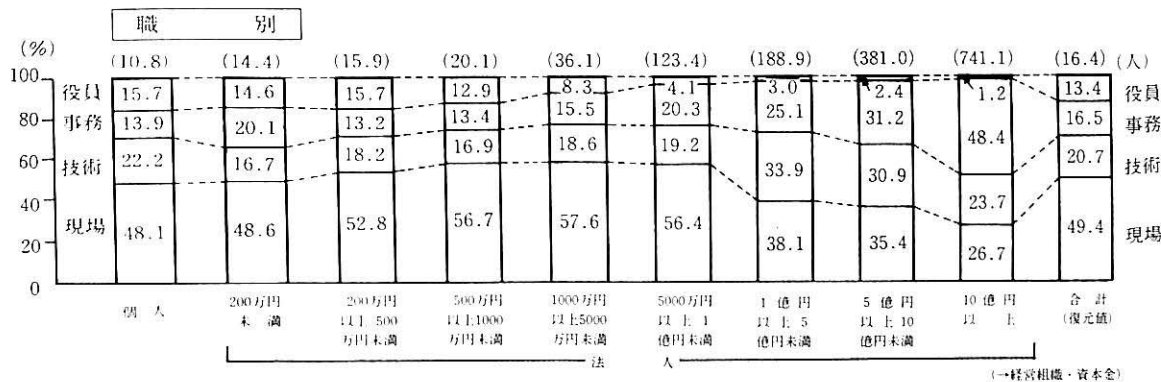 職 別
(%)
(10.8) (14.4) (15.9) (20.1) (36.1) (123.4) (188.9) (381.0) (741.1) (16.4) (人)
100
役員 15.7 14.6 15.7 12.9 8.3 4.1 3.0 2.4 1.2 13.4 役員
80
事務 13.9 20.1 13.2 13.4 15.5 20.3 25.1 31.2 48.4 16.5 事務
60
技術 22.2 16.7 18.2 16.9 18.6 19.2 33.9 30.9 23.7 20.7 技術
40
現場 48.1 48.6 52.8 56.7 57.6 56.4 38.1 35.4 26.7 49.4 現場
20
0
個人 200万円 200万円 500万円 1000万円 5000万円 1億円 5億円 10億円 合計
未満 以上500 以上1000 以上5000 以上1 以上5 以上10 以上 (復元値)
万円未満 万円未満 万円未満 億円未満 億円未満 億円未満
法 人
(→経営組織・資本金)